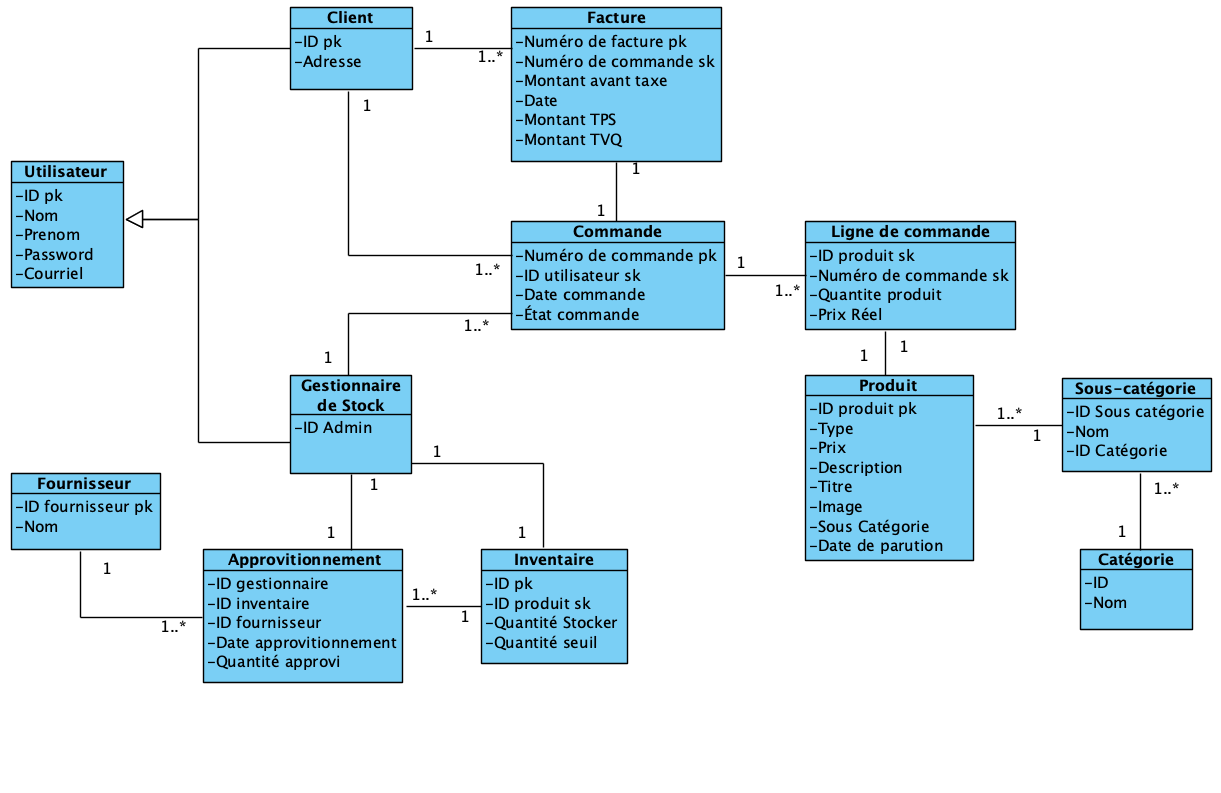 Client
-ID pk
-Adresse
Facture
-Numéro de facture pk
-Numéro de commande sk
-Montant avant taxe
-Date
-Montant TPS
-Montant TVQ
1
1..*
1
1
1
Utilisateur
-ID pk
-Nom
-Prenom
-Password
-Courriel
Commande
-Numéro de commande pk
-ID utilisateur sk
-Date commande
-État commande
1..*
1..*
1
1
1..*
Ligne de commande
-ID produit sk
-Numéro de commande sk
-Quantite produit
-Prix Réel
1
1
Gestionnaire
de Stock
-ID Admin
Produit
-ID produit pk
-Type
-Prix
-Description
-Titre
-Image
-Sous Catégorie
-Date de parution
1..*
1
Sous-catégorie
-ID Sous catégorie
-Nom
-ID Catégorie
1..*
1
Catégorie
-ID
-Nom
1
1
1
1
Fournisseur
-ID fournisseur pk
-Nom
1
1..*
Approvitionnement
-ID gestionnaire
-ID inventaire
-ID fournisseur
-Date approvitionnement
-Quantité approvi
1..*
1
Inventaire
-ID pk
-ID produit sk
-Quantité Stocker
-Quantité seuil